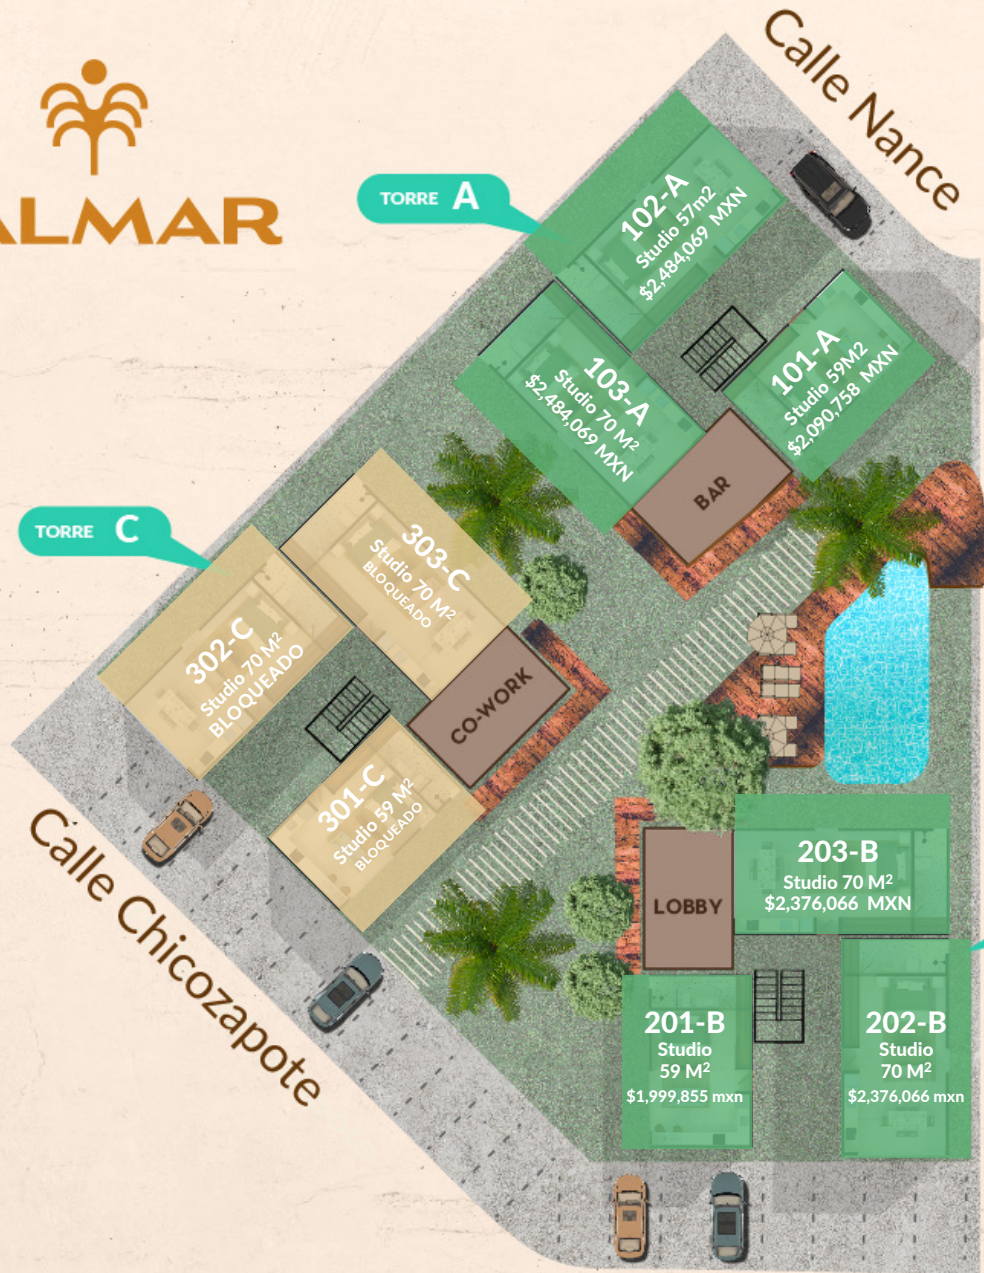 Calle Nance
ALMAR
TORRE A
102-A
Studio 57m2
$2,484,069 MXN
101-A
Studio 59M2
$2,090,758 MXN
103-A
Studio 70 M²
$2,484,069 MXN
BAR
TORRE C
303-C
Studio 70 M²
BLOQUEADO
302-C
Studio 70 M²
BLOQUEADO
CO-WORK
301-C
Studio 59 M²
BLOQUEADO
Calle Chicozapote
LOBBY
203-B
Studio 70 M²
$2,376,066 MXN
201-B
Studio
59 M²
$1,999,855 mxn
202-B
Studio
70 M²
$2,376,066 mxn